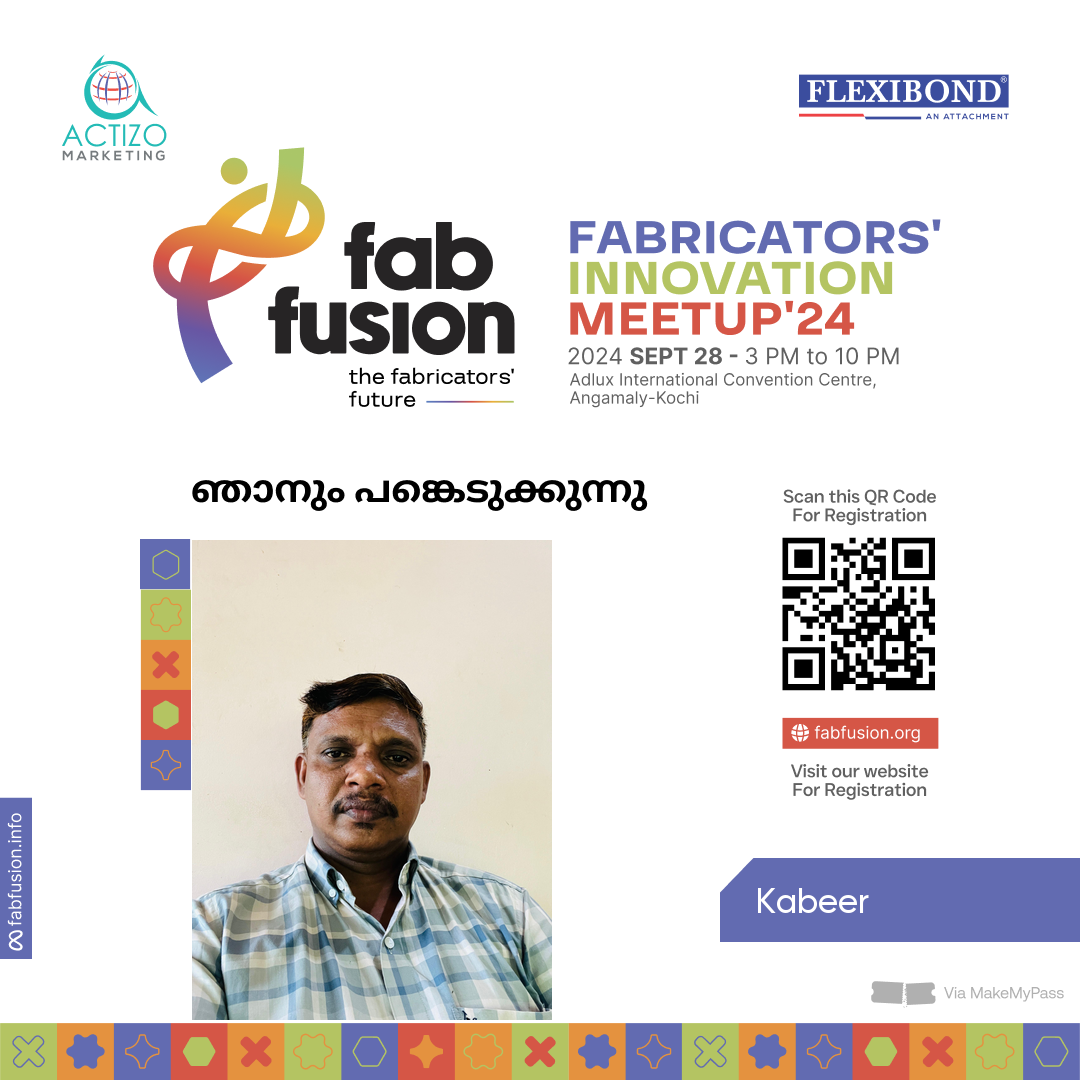 ACTIZO
MARKETING
FLEXIBOND®
AN ATTACHMENT
fab
fusion
the fabricators'
future
FABRICATORS'
INNOVATION
MEETUP'24
2024 SEPT 28 - 3 PM to 10 PM
Adlux International Convention Centre,
Angamaly-Kochi
ഞാനും പങ്കെടുക്കുന്നു
Scan this QR Code
For Registration
fabfusion.org
Visit our website
For Registration
fabfusion.info
Kabeer
Via MakeMyPass